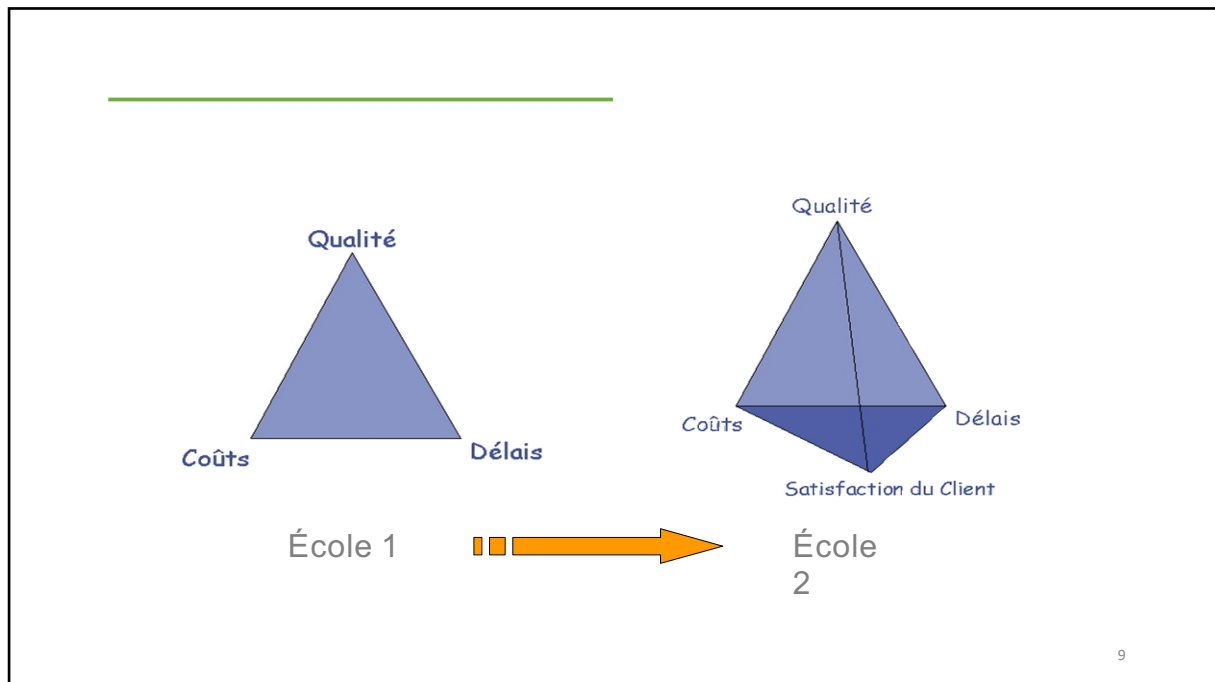 Qualité
Coûts
Délais
École 1
Qualité
Coûts
Délais
Satisfaction du Client
École
2
9